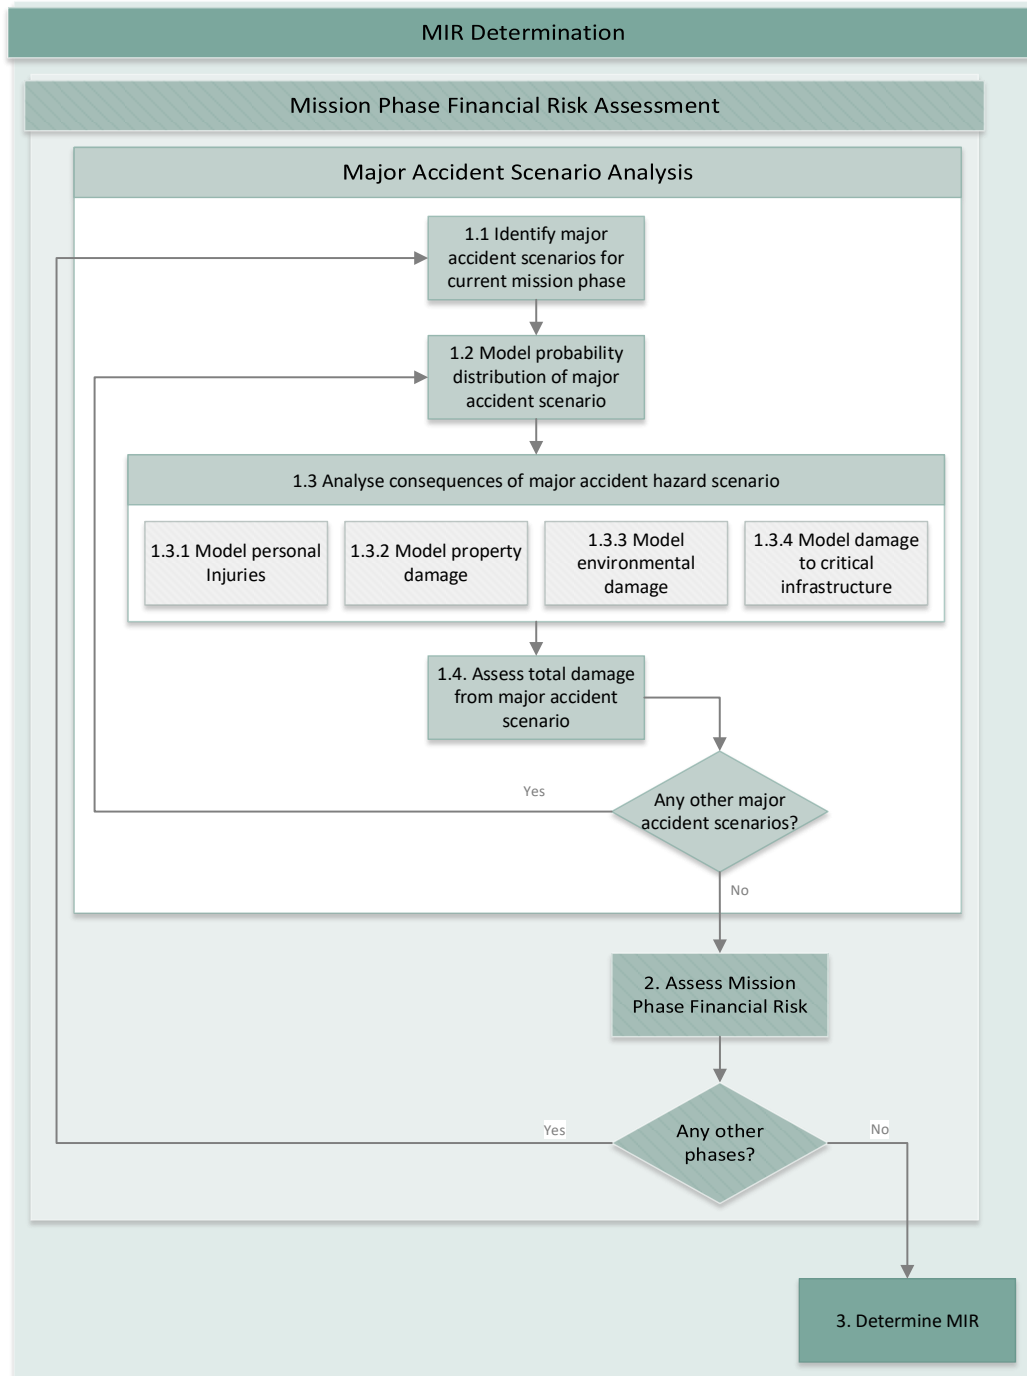 MIR Determination
Mission Phase Financial Risk Assessment
Major Accident Scenario Analysis
1.1 Identify major
accident scenarios for
current mission phase
1.2 Model probability
distribution of major
accident scenario
1.3 Analyse consequences of major accident hazard scenario
1.3.1 Model personal
Injuries
1.3.2 Model property
damage
1.3.3 Model
environmental
damage
1.3.4 Model damage
to critical
infrastructure
1.4. Assess total damage
from major accident
scenario
Any other major
accident scenarios?
Yes
No
2. Assess Mission
Phase Financial Risk
Any other
phases?
Yes
No
3. Determine MIR